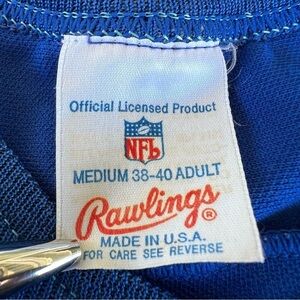 Official Licensed Product
NFL
MEDIUM 38-40 ADULT
Rawlings®
MADE IN U.S.A.
FOR CARE SEE REVERSE